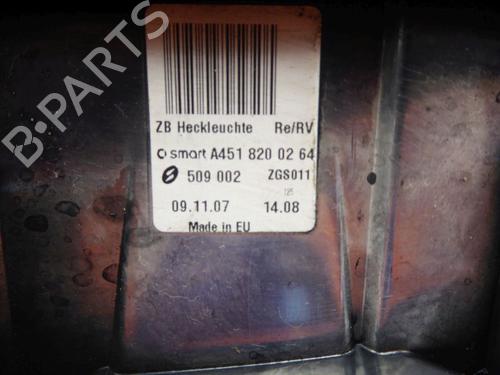 B-PARTS
ZB Heckleuchte Re/RV
smart A451 820 02 64
509 002 ZGS011
09.11.07 14.08
Made in EU